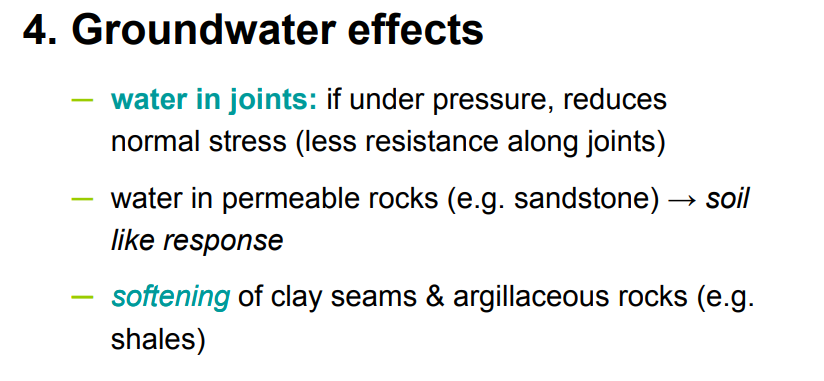 4. Groundwater effects
– water in joints: if under pressure, reduces
normal stress (less resistance along joints)
– water in permeable rocks (e.g. sandstone) → soil
like response
– softening of clay seams & argillaceous rocks (e.g.
shales)